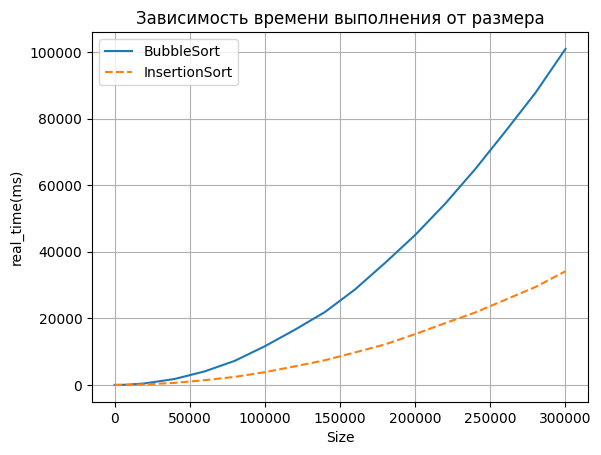 Зависимость времени выполнения от размера
BubbleSort
InsertionSort
100000
80000
60000
40000
20000
0
real_time(ms)
0 50000 100000 150000 200000 250000 300000
Size